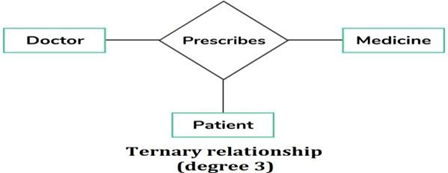 Doctor
Prescribes
Medicine
Patient
Ternary relationship
(degree 3)